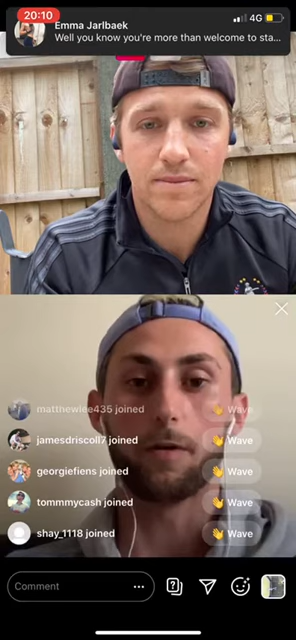 20:10
4G
Emma Jarlbaek
Well you know you're more than welcome to sta...
matthewlee435 joined
👋 Wave
jamesdriscoll7 joined
👋 Wave
georgiefiens joined
👋 Wave
tommmycash joined
👋 Wave
shay_1118 joined
👋 Wave
Comment